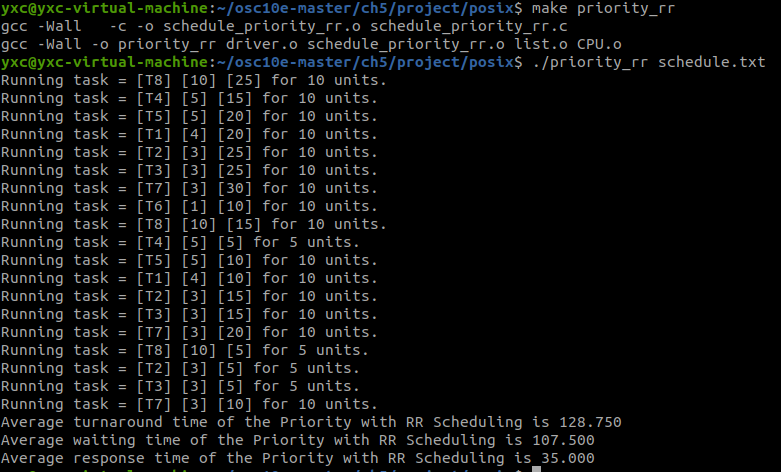 yxc@yxc-virtual-machine:~/osc10e-master/ch5/project/posix$ make priority_rr
gcc -Wall   -c -o schedule_priority_rr.o schedule_priority_rr.c
gcc -Wall -o priority_rr driver.o schedule_priority_rr.o list.o CPU.o
yxc@yxc-virtual-machine:~/osc10e-master/ch5/project/posix$ ./priority_rr schedule.txt
Running task = [T8] [10] [25] for 10 units.
Running task = [T4] [5] [15] for 10 units.
Running task = [T5] [5] [20] for 10 units.
Running task = [T1] [4] [20] for 10 units.
Running task = [T2] [3] [25] for 10 units.
Running task = [T3] [3] [25] for 10 units.
Running task = [T7] [3] [30] for 10 units.
Running task = [T6] [1] [10] for 10 units.
Running task = [T8] [10] [15] for 10 units.
Running task = [T4] [5] [5] for 5 units.
Running task = [T5] [5] [10] for 10 units.
Running task = [T1] [4] [10] for 10 units.
Running task = [T2] [3] [15] for 10 units.
Running task = [T3] [3] [15] for 10 units.
Running task = [T7] [3] [20] for 10 units.
Running task = [T8] [10] [5] for 5 units.
Running task = [T2] [3] [5] for 5 units.
Running task = [T3] [3] [5] for 5 units.
Running task = [T7] [3] [10] for 10 units.
Average turnaround time of the Priority with RR Scheduling is 128.750
Average waiting time of the Priority with RR Scheduling is 107.500
Average response time of the Priority with RR Scheduling is 35.000